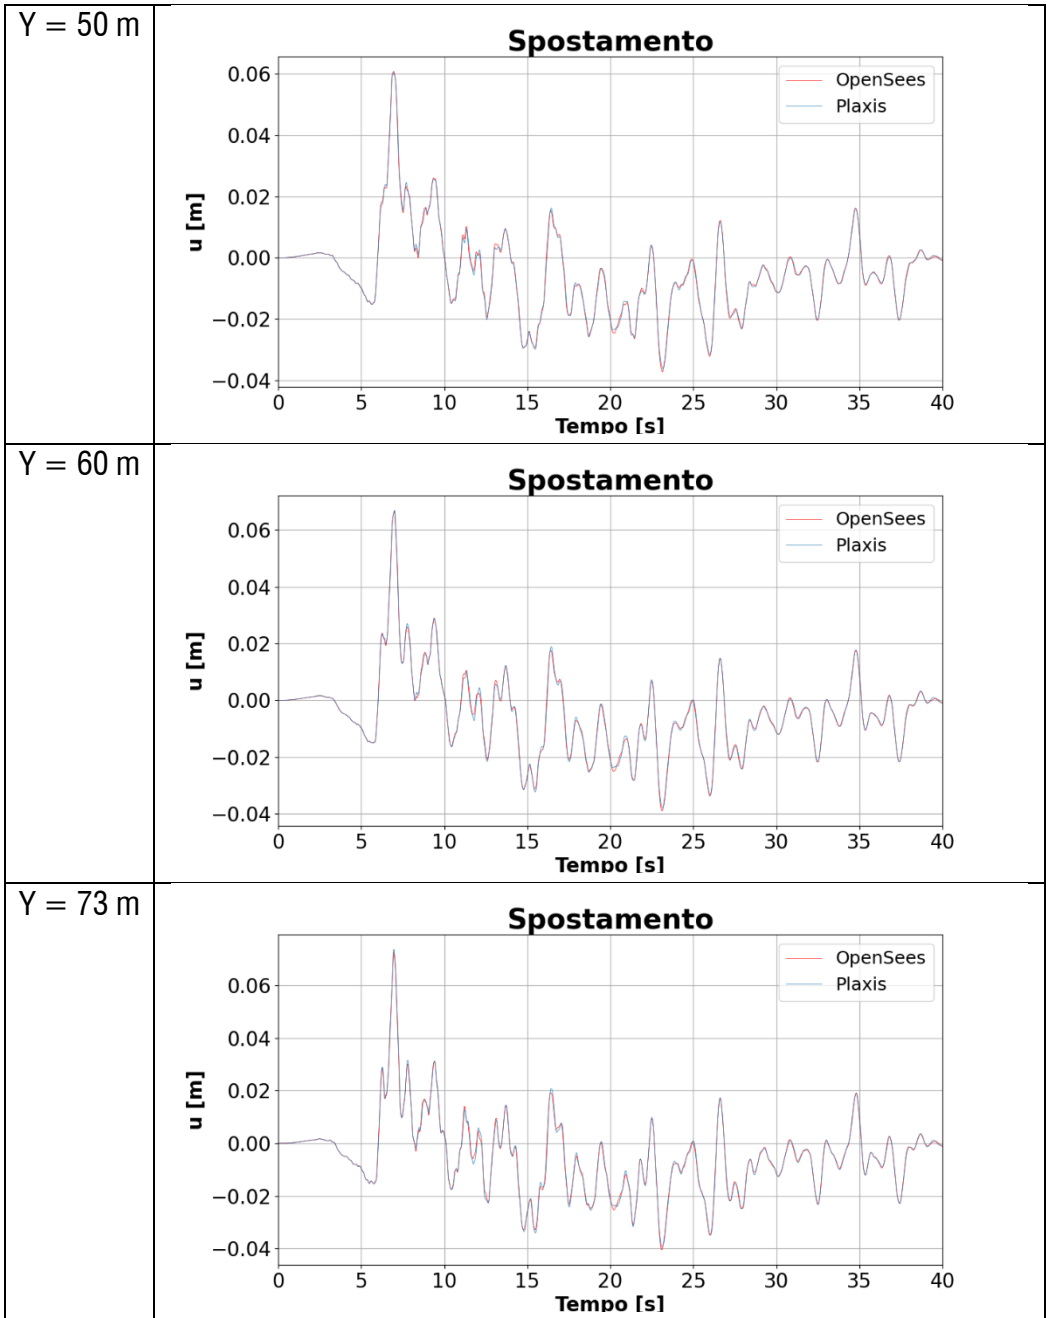 Y = 50 m
Spostamento
OpenSees
Plaxis
u [m]
0.06
0.04
0.02
0.00
−0.02
−0.04
0 5 10 15 20 25 30 35 40
Tempo [s]
Y = 60 m
Spostamento
OpenSees
Plaxis
u [m]
0.06
0.04
0.02
0.00
−0.02
−0.04
0 5 10 15 20 25 30 35 40
Tempo [s]
Y = 73 m
Spostamento
OpenSees
Plaxis
u [m]
0.06
0.04
0.02
0.00
−0.02
−0.04
0 5 10 15 20 25 30 35 40
Tempo [s]